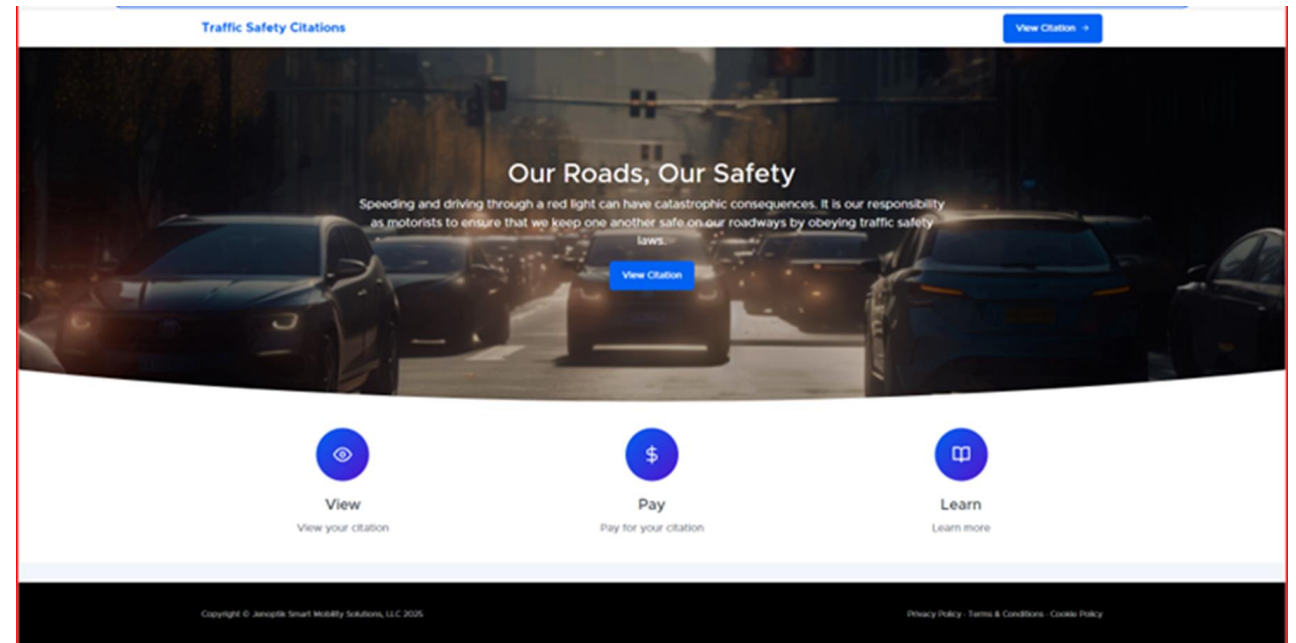 Traffic Safety Citations
View Citation →
Our Roads, Our Safety
Speeding and driving through a red light can have catastrophic consequences. It is our responsibility
as motorists to ensure that we keep one another safe on our roadways by obeying traffic safety
laws.
View Citation
View
View your citation
Pay
Pay for your citation
Learn
Learn more
Copyright © Jenoptik Smart Mobility Solutions, LLC 2025
Privacy Policy - Terms & Conditions - Cookie Policy